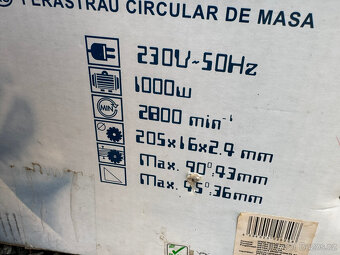 FERASTRAU CIRCULAR DE MASA
230V~50Hz
1000w
MIN 2800 min⁻¹
205x16x2.4 mm
Max. 90°:43mm
Max. 45°:36mm